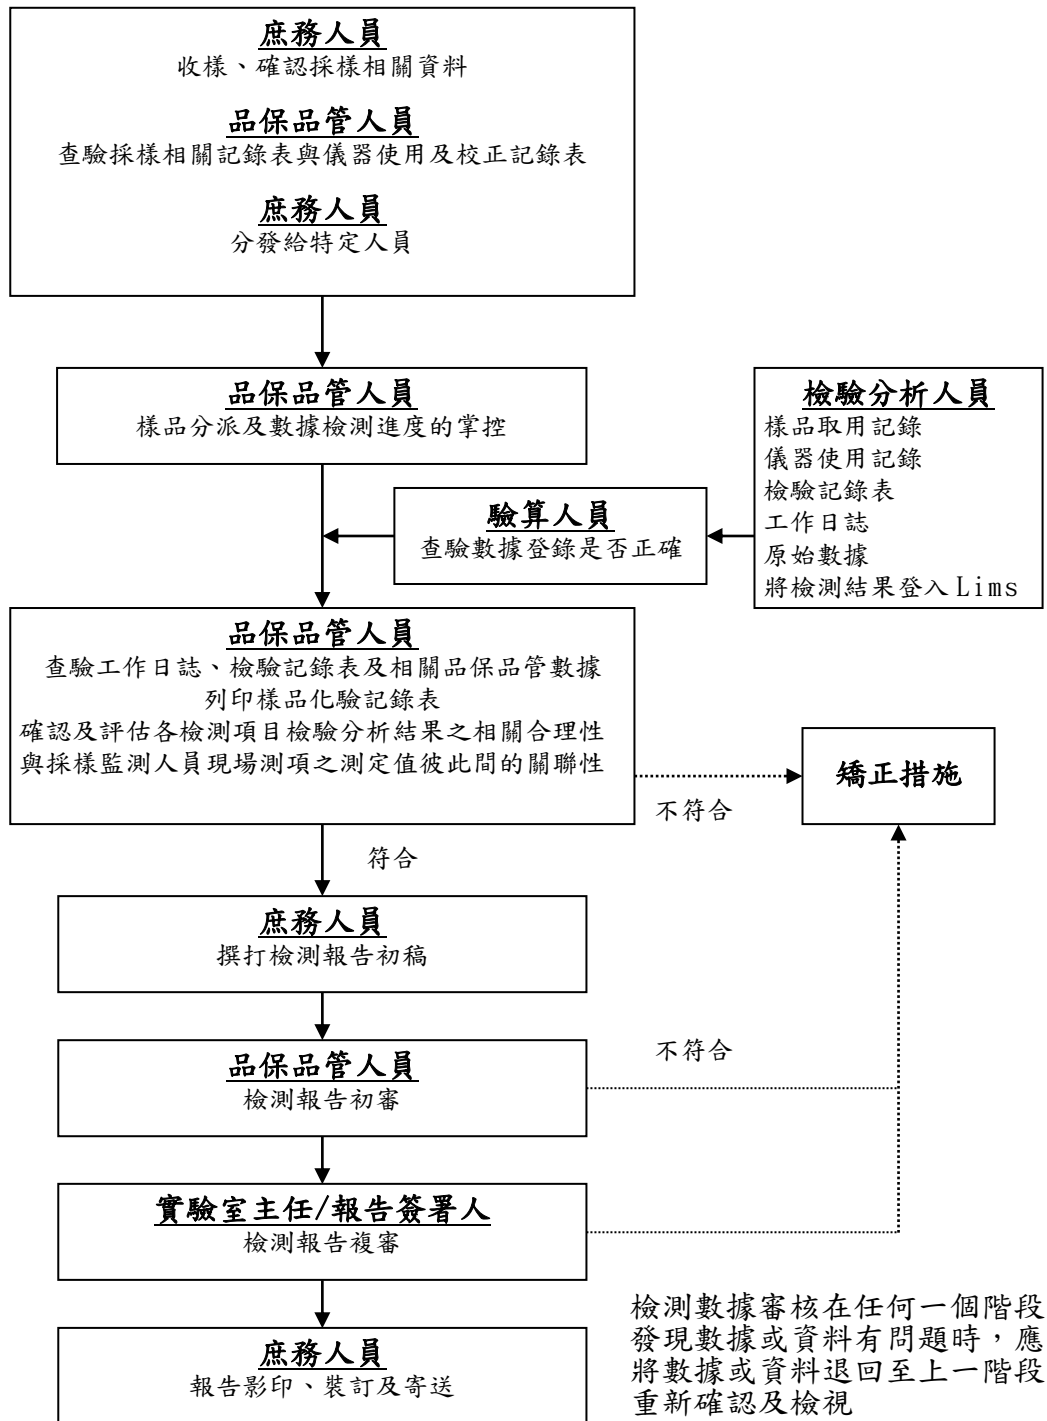 庶務人員
收樣、確認採樣相關資料
品保品管人員
查驗採樣相關記錄表與儀器使用及校正記錄表
庶務人員
分發給特定人員
品保品管人員
樣品分派及數據檢測進度的掌控
檢驗分析人員
樣品取用記錄
儀器使用記錄
檢驗記錄表
工作日誌
原始數據
將檢測結果登入Lims
驗算人員
查驗數據登錄是否正確
品保品管人員
查驗工作日誌、檢驗記錄表及相關品保品管數據
列印樣品化驗記錄表
確認及評估各檢測項目檢驗分析結果之相關合理性
與採樣監測人員現場測項之測定值彼此間的關聯性
不符合
矯正措施
符合
庶務人員
撰打檢測報告初稿
品保品管人員
檢測報告初審
不符合
實驗室主任/報告簽署人
檢測報告複審
庶務人員
報告影印、裝訂及寄送
檢測數據審核在任何一個階段
發現數據或資料有問題時，應
將數據或資料退回至上一階段
重新確認及檢視